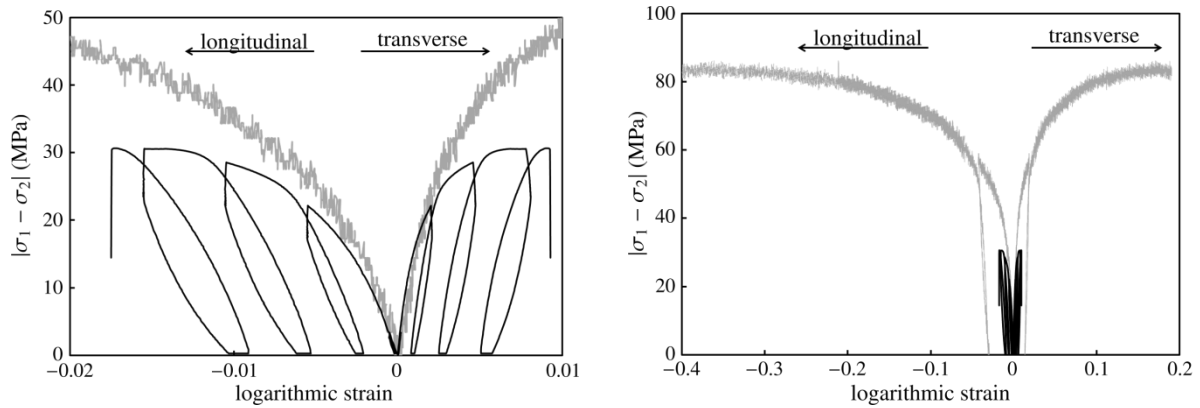 50
40
30
20
10
0
|σ₁ − σ₂| (MPa)
longitudinal
transverse
−0.02
−0.01
0
0.01
logarithmic strain
100
80
60
40
20
0
|σ₁ − σ₂| (MPa)
longitudinal
transverse
−0.4
−0.3
−0.2
−0.1
0
0.1
0.2
logarithmic strain